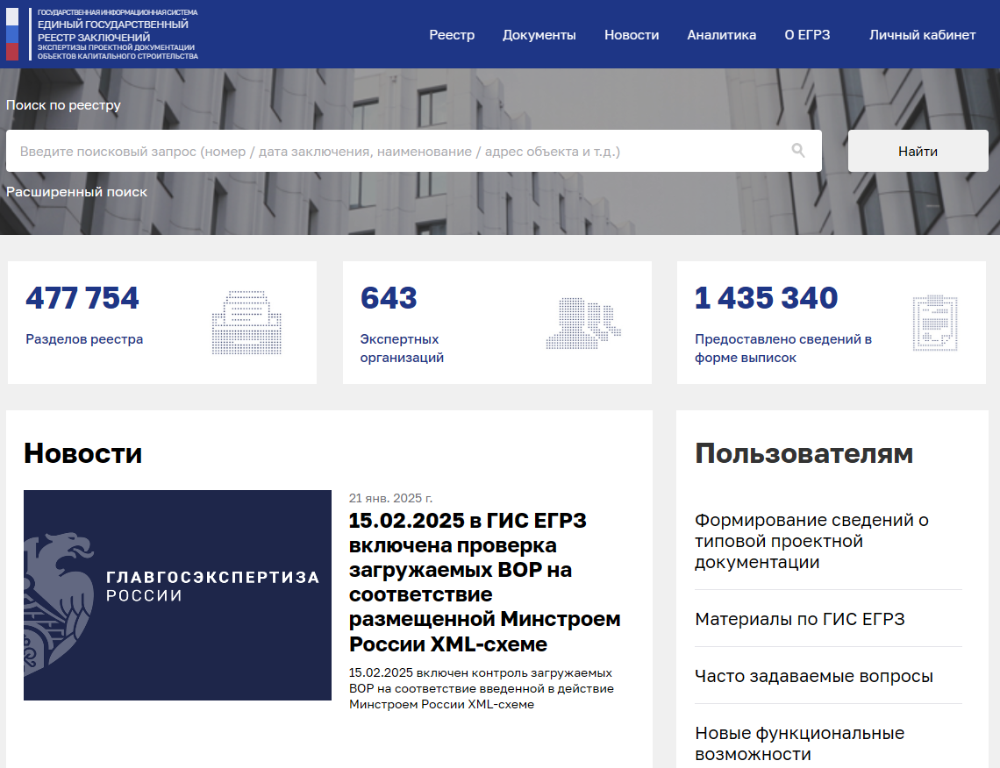 ГОСУДАРСТВЕННАЯ ИНФОРМАЦИОННАЯ СИСТЕМА
ЕДИНЫЙ ГОСУДАРСТВЕННЫЙ
РЕЕСТР ЗАКЛЮЧЕНИЙ
ЭКСПЕРТИЗЫ ПРОЕКТНОЙ ДОКУМЕНТАЦИИ
ОБЪЕКТОВ КАПИТАЛЬНОГО СТРОИТЕЛЬСТВА
Реестр Документы Новости Аналитика О ЕГРЗ Личный кабинет
Поиск по реестру
Введите поисковый запрос (номер / дата заключения, наименование / адрес объекта и т.д.)
Найти
Расширенный поиск
477 754
Разделов реестра
643
Экспертных
организаций
1 435 340
Предоставлено сведений в
форме выписок
Новости
ГЛАВГОСЭКСПЕРТИЗА
РОССИИ
21 янв. 2025 г.
15.02.2025 в ГИС ЕГРЗ
включена проверка
загружаемых ВОР на
соответствие
размещенной Минстроем
России XML-схеме
15.02.2025 включен контроль загружаемых
ВОР на соответствие введенной в действие
Минстроем России XML-схеме
Пользователям
Формирование сведений о
типовой проектной
документации
Материалы по ГИС ЕГРЗ
Часто задаваемые вопросы
Новые функциональные
возможности